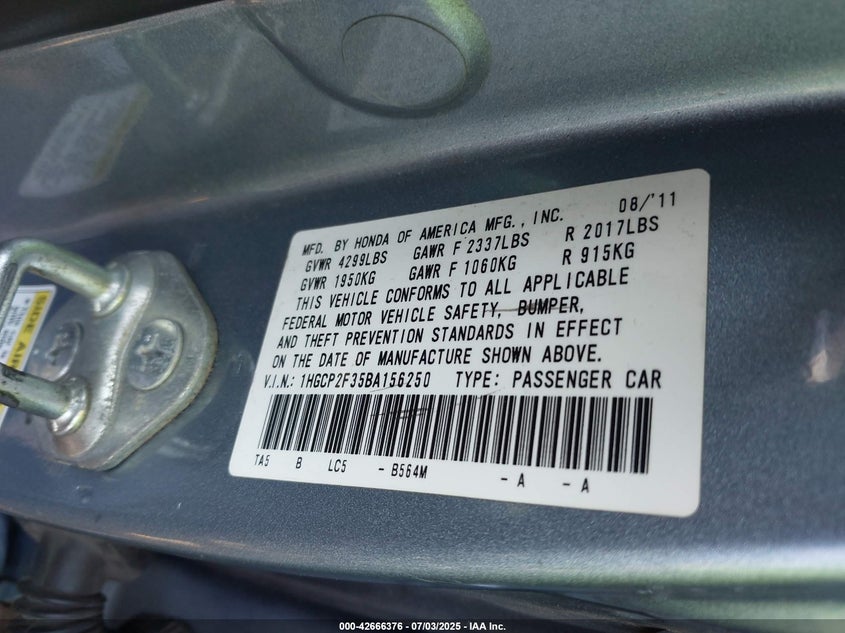 MFD. BY HONDA OF AMERICA MFG., INC. 08/'11
GVWR 4299LBS GAWR F 2337LBS R 2017LBS
GVWR 1950KG GAWR F 1060KG R 915KG
THIS VEHICLE CONFORMS TO ALL APPLICABLE
FEDERAL MOTOR VEHICLE SAFETY, BUMPER,
AND THEFT PREVENTION STANDARDS IN EFFECT
ON THE DATE OF MANUFACTURE SHOWN ABOVE.
V.I.N.: 1HGCP2F35BA156250 TYPE: PASSENGER CAR
TA5 B LC5 - B564M - A - A
SIDE
000-42666376 - 07/03/2025 - IAA Inc.